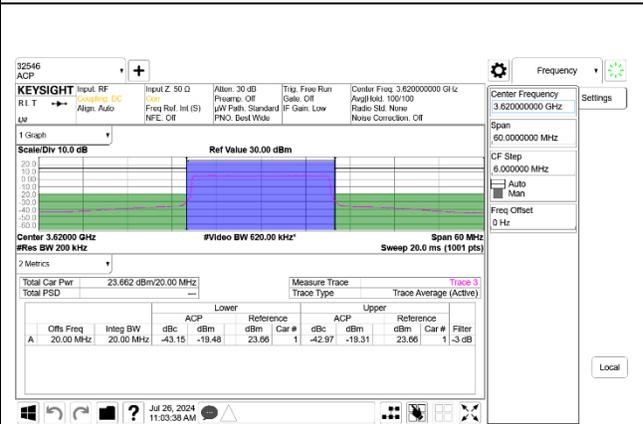 32546
ACP
Frequency
KEYSIGHT
R L T
Input: RF
Coupling: DC
Align: Auto
Input Z: 50 Ω
Freq Ref: Int (S)
NFE: Off
Atten: 30 dB
Preamp: Off
µW Path: Standard
PNO: Best Wide
Trig: Free Run
Gate: Off
IF Gain: Low
Center Freq: 3.620000000 GHz
Avg|Hold: 100/100
Radio Std: None
Noise Correction: Off
1 Graph
Scale/Div 10.0 dB
Ref Value 30.00 dBm
20.0
10.0
0.00
-10.0
-20.0
-30.0
-40.0
-50.0
-60.0
Center 3.62000 GHz
#Video BW 620.00 kHz*
Span 60 MHz
#Res BW 200 kHz
Sweep 20.0 ms (1001 pts)
2 Metrics
Total Car Pwr 23.662 dBm/20.00 MHz
Total PSD ---
Measure Trace Trace 3
Trace Type Trace Average (Active)
Lower Upper
ACP Reference ACP Reference
Offs Freq Integ BW dBc dBm dBm Car # dBc dBm dBm Car # Filter
A 20.00 MHz 20.00 MHz -43.15 -19.48 23.66 1 -42.97 -19.31 23.66 1 -3 dB
Center Frequency
3.620000000 GHz
Settings
Span
60.0000000 MHz
CF Step
6.000000 MHz
Auto
Man
Freq Offset
0 Hz
Local
?
Jul 26, 2024
11:03:38 AM